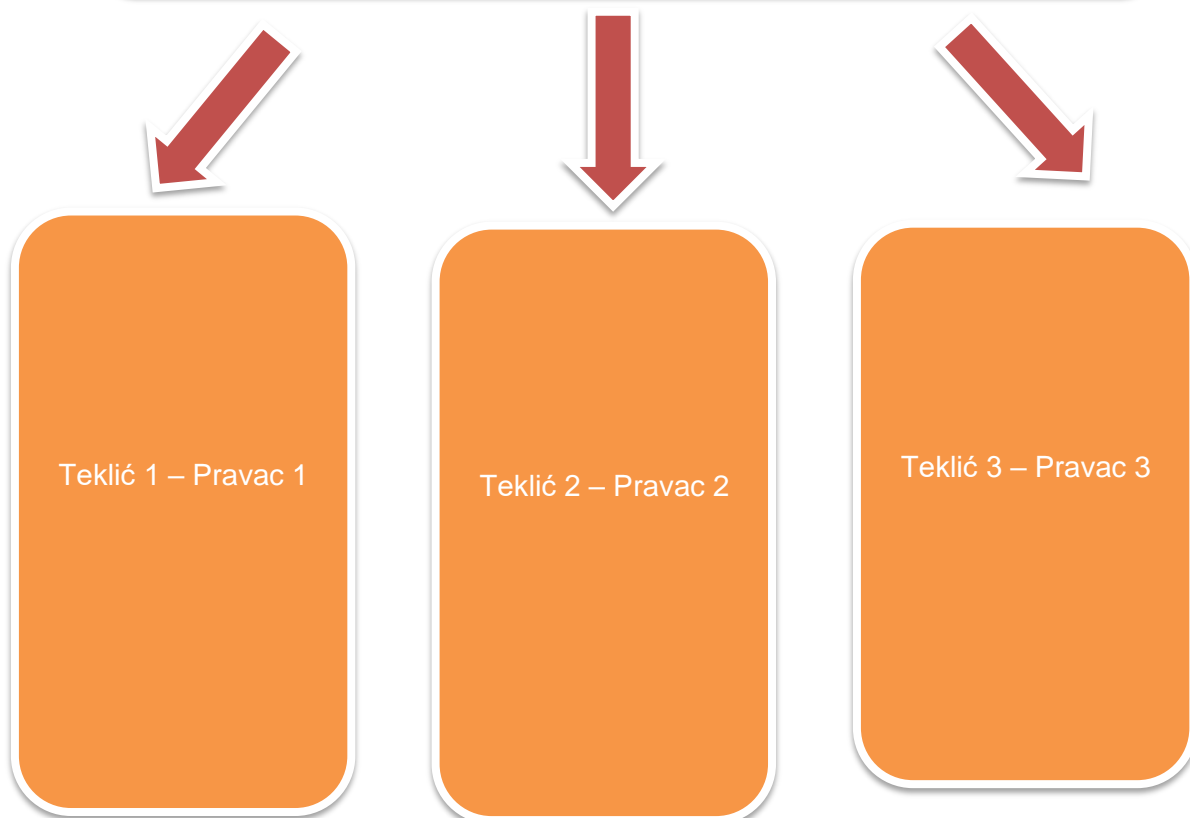 Teklić 1 – Pravac 1
Teklić 2 – Pravac 2
Teklić 3 – Pravac 3